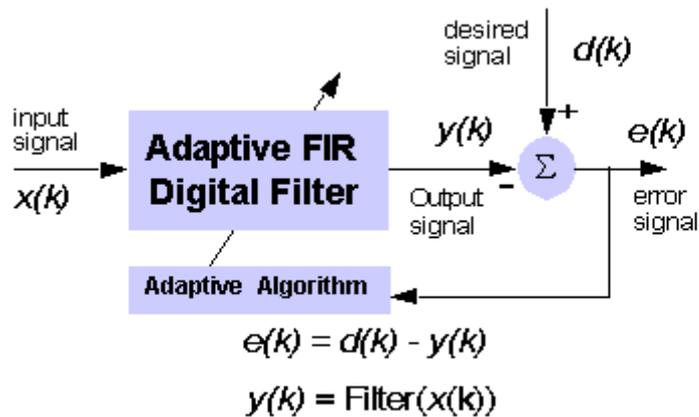 desired
signal
d(k)
+
input
signal
x(k)
Adaptive FIR
Digital Filter
y(k)
Output
signal
-
Σ
e(k)
error
signal
Adaptive Algorithm
e(k) = d(k) - y(k)
y(k) = Filter(x(k))